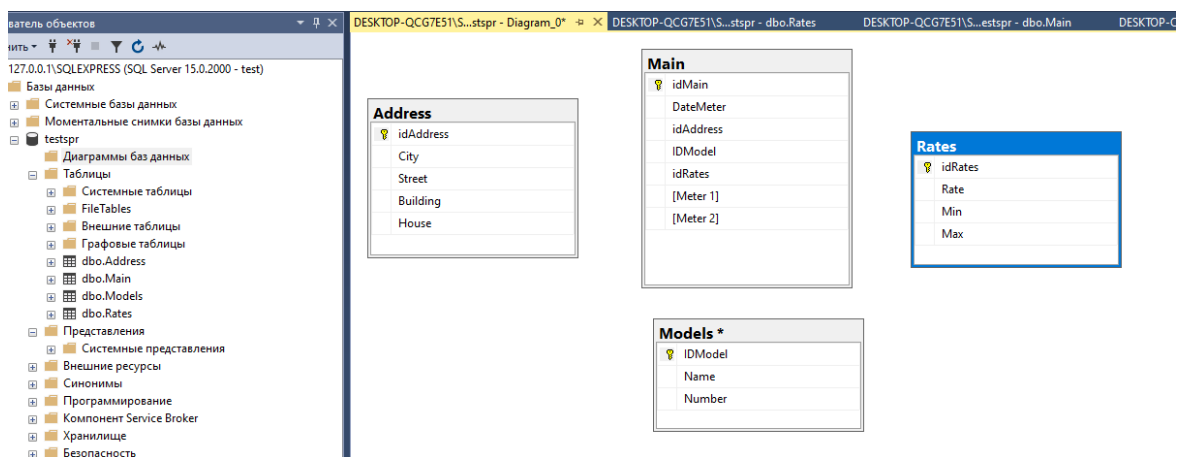 ватель объектов
нить
127.0.0.1\SQLEXPRESS (SQL Server 15.0.2000 - test)
Базы данных
Системные базы данных
Моментальные снимки базы данных
testspr
Диаграммы баз данных
Таблицы
Системные таблицы
FileTables
Внешние таблицы
Графовые таблицы
dbo.Address
dbo.Main
dbo.Models
dbo.Rates
Представления
Системные представления
Внешние ресурсы
Синонимы
Программирование
Компонент Service Broker
Хранилище
Безопасность
DESKTOP-QCG7E51\S...stspr - Diagram_0*
DESKTOP-QCG7E51\S...stspr - dbo.Rates
DESKTOP-QCG7E51\S...estspr - dbo.Main
DESKTOP-C
Address
idAddress
City
Street
Building
House
Main
idMain
DateMeter
idAddress
IDModel
idRates
[Meter 1]
[Meter 2]
Rates
idRates
Rate
Min
Max
Models *
IDModel
Name
Number